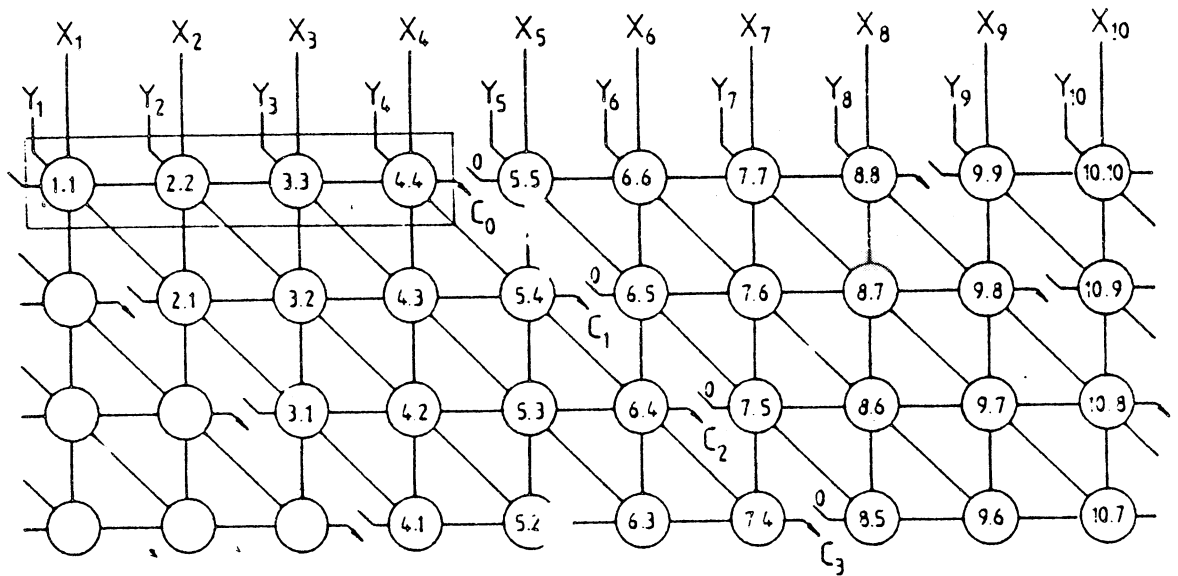 X1 X2 X3 X4 X5 X6 X7 X8 X9 X10
Y1 Y2 Y3 Y4 Y5 Y6 Y7 Y8 Y9 Y10
1.1 2.2 3.3 4.4 0 5.5 6.6 7.7 8.8 9.9 10.10
C0
2.1 3.2 4.3 5.4 0 6.5 7.6 8.7 9.8 10.9
C1
3.1 4.2 5.3 6.4 0 7.5 8.6 9.7 10.8
C2
4.1 5.2 6.3 7.4 0 8.5 9.6 10.7
C3